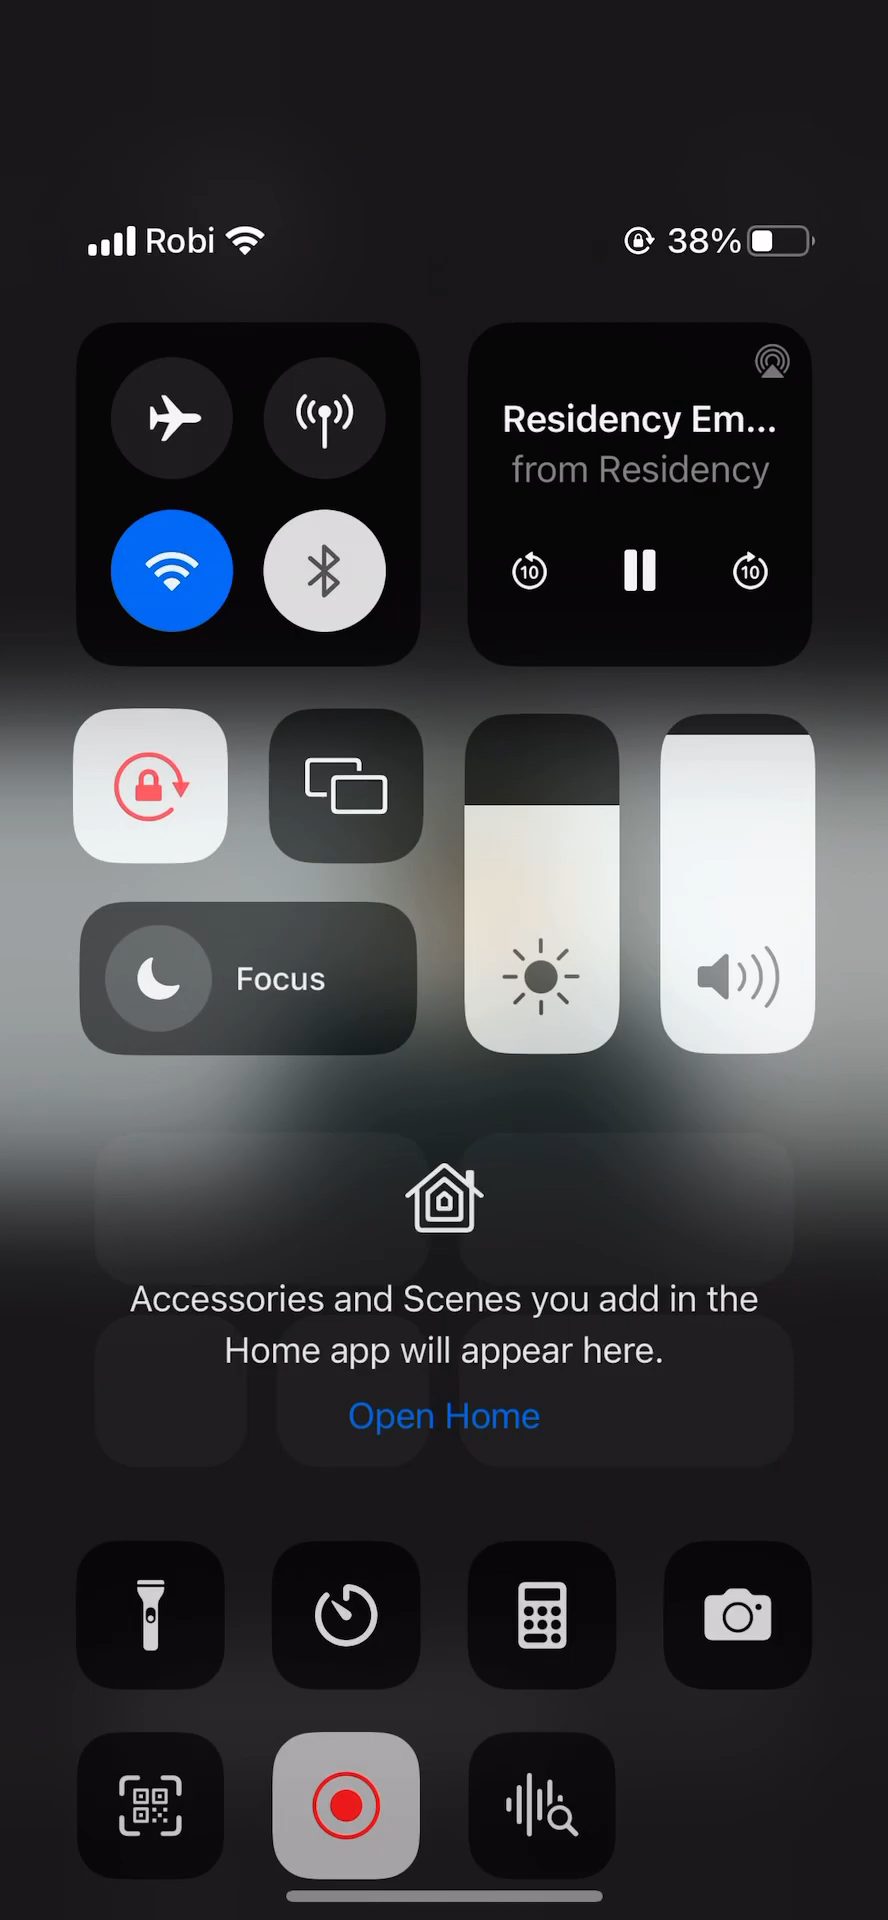 Robi
38%
Residency Em...
from Residency
10
10
Focus
Accessories and Scenes you add in the
Home app will appear here.
Open Home